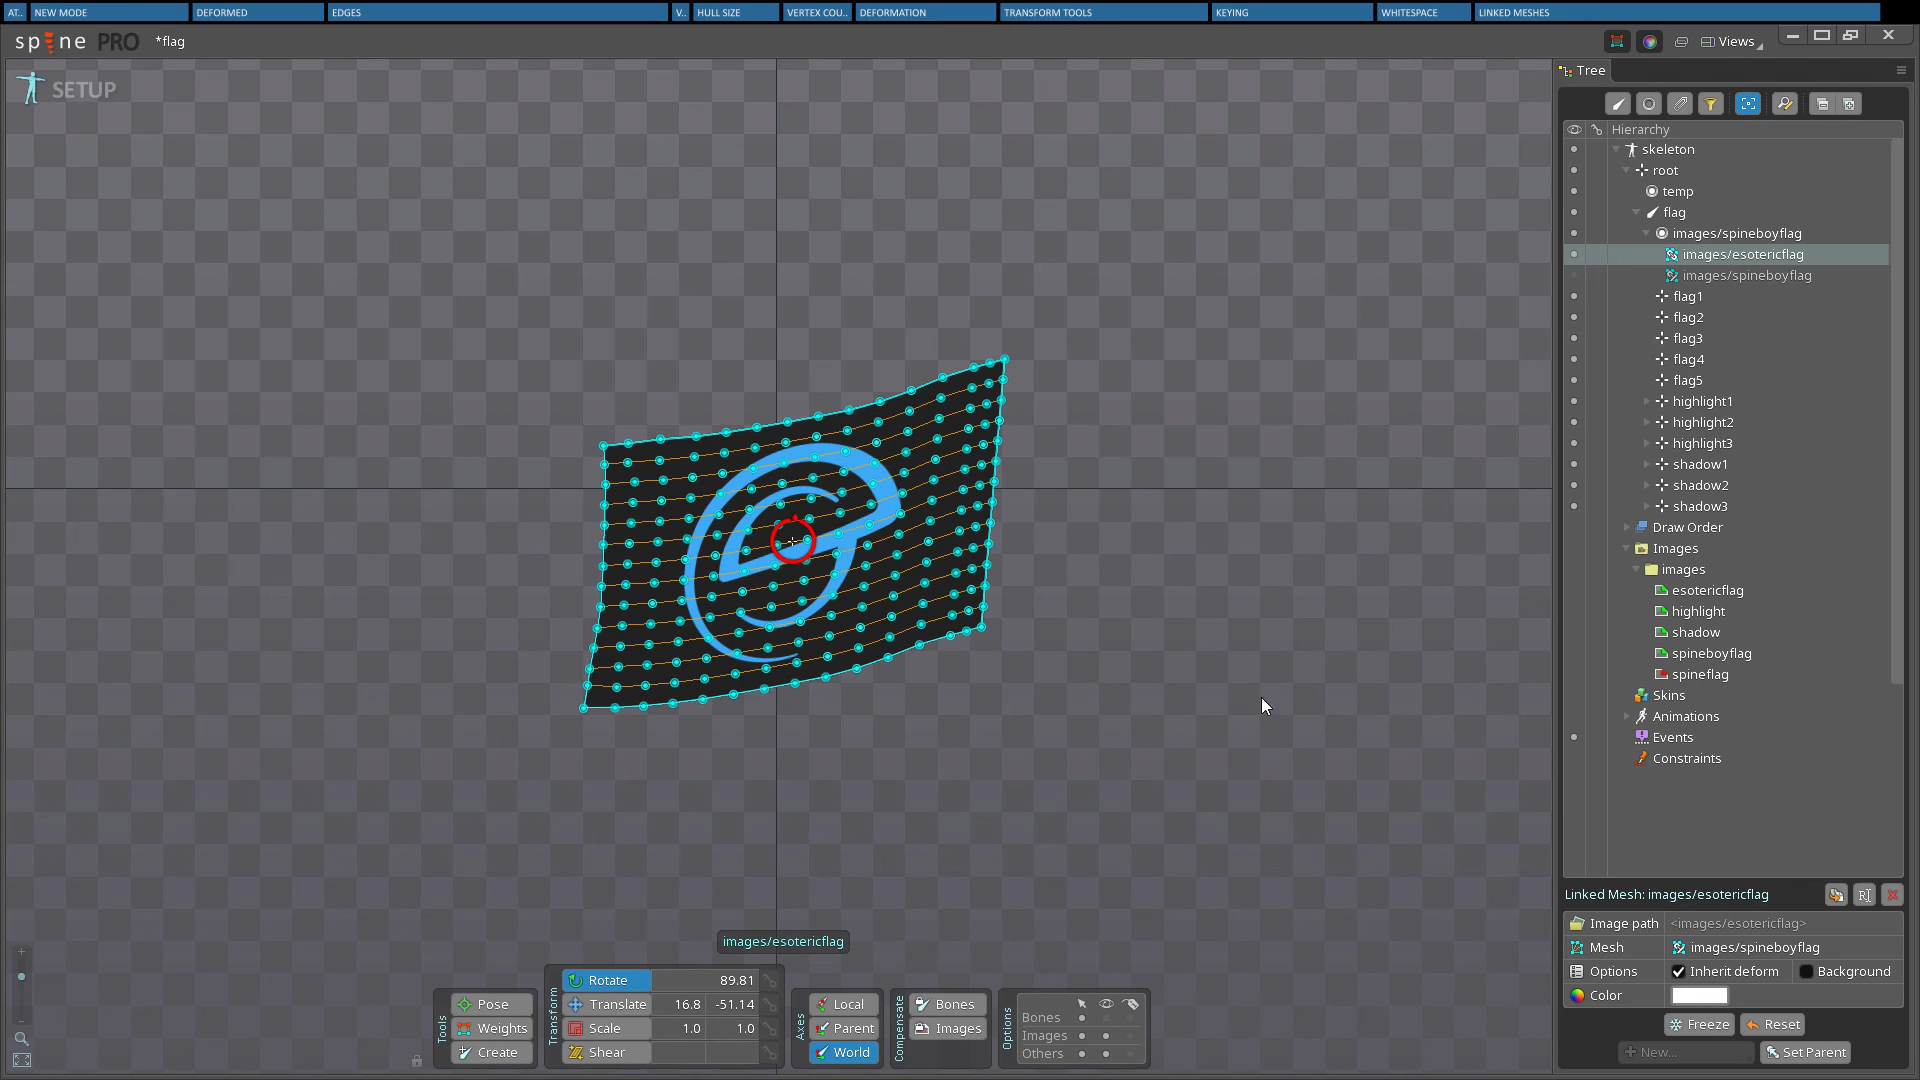 AT.. NEW MODE DEFORMED EDGES V.. HULL SIZE VERTEX COU.. DEFORMATION TRANSFORM TOOLS KEYING WHITESPACE LINKED MESHES
spine PRO *flag Views
SETUP
Tree
Hierarchy
skeleton
root
temp
flag
images/spineboyflag
images/esotericflag
images/spineboyflag
flag1
flag2
flag3
flag4
flag5
highlight1
highlight2
highlight3
shadow1
shadow2
shadow3
Draw Order
Images
images
esotericflag
highlight
shadow
spineboyflag
spineflag
Skins
Animations
Events
Constraints
Linked Mesh: images/esotericflag
Image path <images/esotericflag>
Mesh images/spineboyflag
Options Inherit deform Background
Color
Freeze Reset
New... Set Parent
images/esotericflag
Tools
Pose
Weights
Create
Transform
Rotate 89.81
Translate 16.8 -51.14
Scale 1.0 1.0
Shear
Axes
Local
Parent
World
Compensate
Bones
Images
Options
Bones
Images
Others